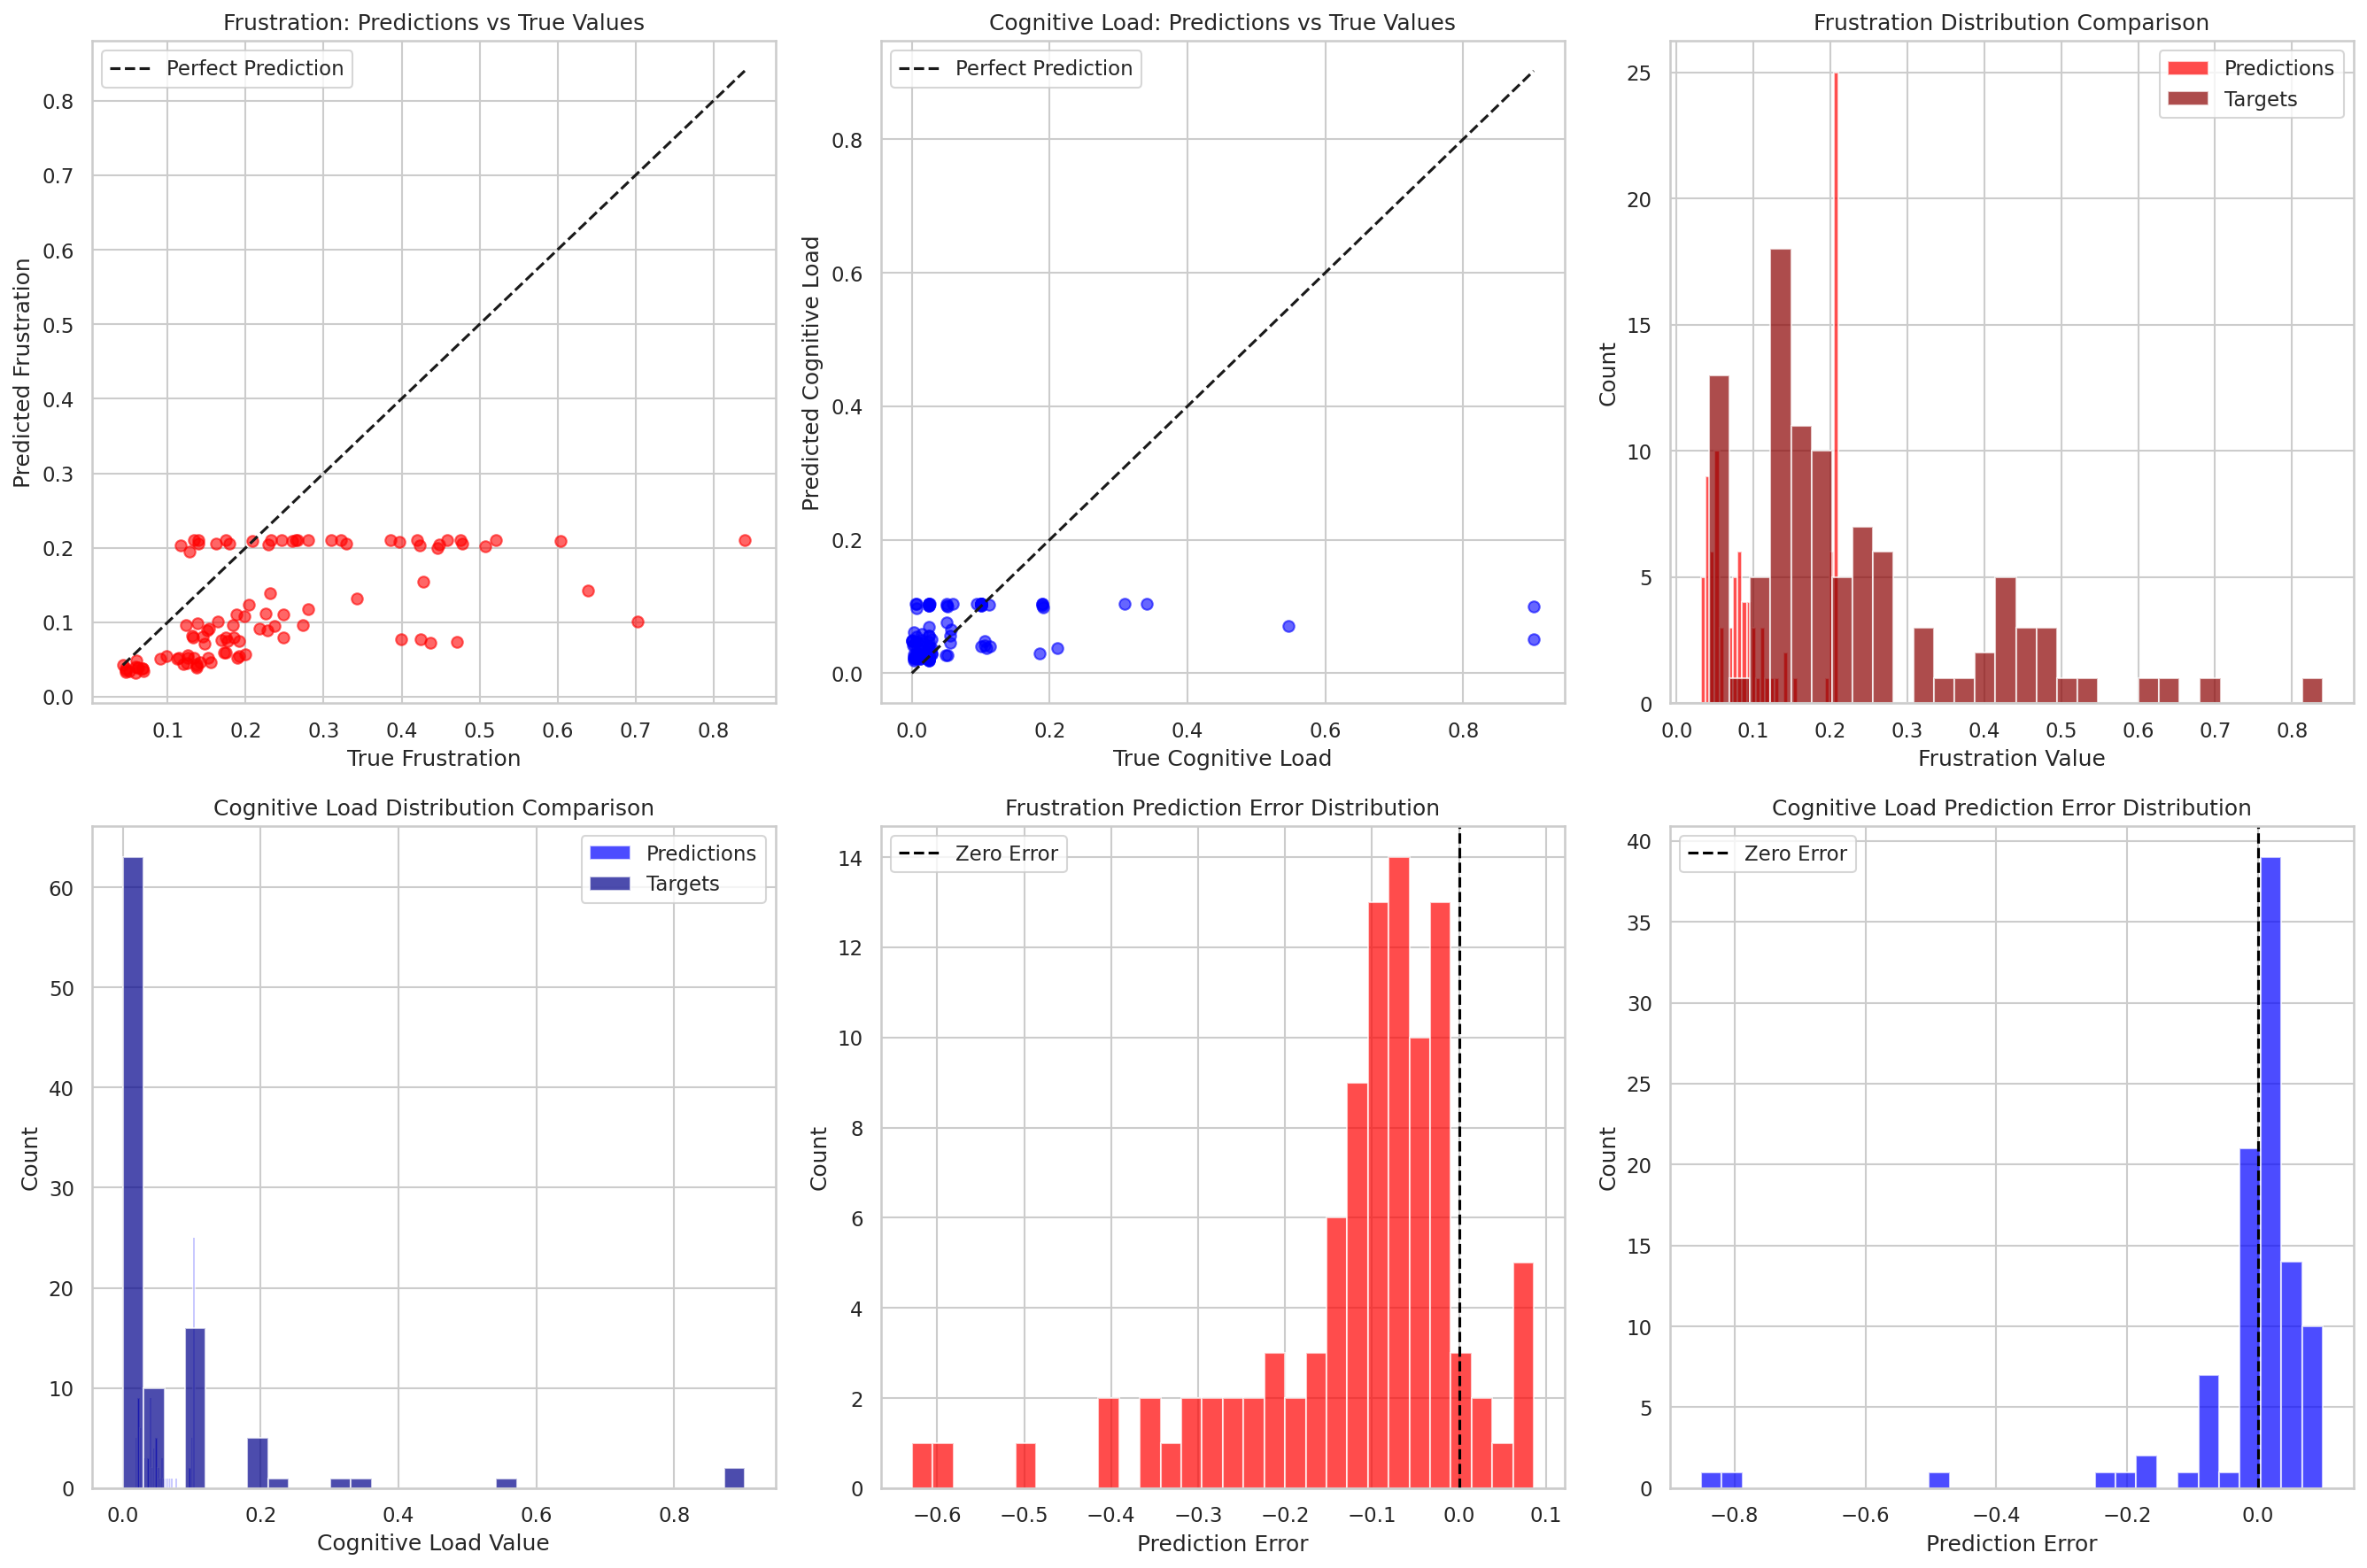 Frustration: Predictions vs True Values
Perfect Prediction
Predicted Frustration
0.8
0.7
0.6
0.5
0.4
0.3
0.2
0.1
0.0
0.1 0.2 0.3 0.4 0.5 0.6 0.7 0.8
True Frustration
Cognitive Load: Predictions vs True Values
Perfect Prediction
Predicted Cognitive Load
0.8
0.6
0.4
0.2
0.0
0.0 0.2 0.4 0.6 0.8
True Cognitive Load
Frustration Distribution Comparison
Predictions
Targets
Count
25
20
15
10
5
0
0.0 0.1 0.2 0.3 0.4 0.5 0.6 0.7 0.8
Frustration Value
Cognitive Load Distribution Comparison
Predictions
Targets
Count
60
50
40
30
20
10
0
0.0 0.2 0.4 0.6 0.8
Cognitive Load Value
Frustration Prediction Error Distribution
Zero Error
Count
14
12
10
8
6
4
2
0
−0.6 −0.5 −0.4 −0.3 −0.2 −0.1 0.0 0.1
Prediction Error
Cognitive Load Prediction Error Distribution
Zero Error
Count
40
35
30
25
20
15
10
5
0
−0.8 −0.6 −0.4 −0.2 0.0
Prediction Error